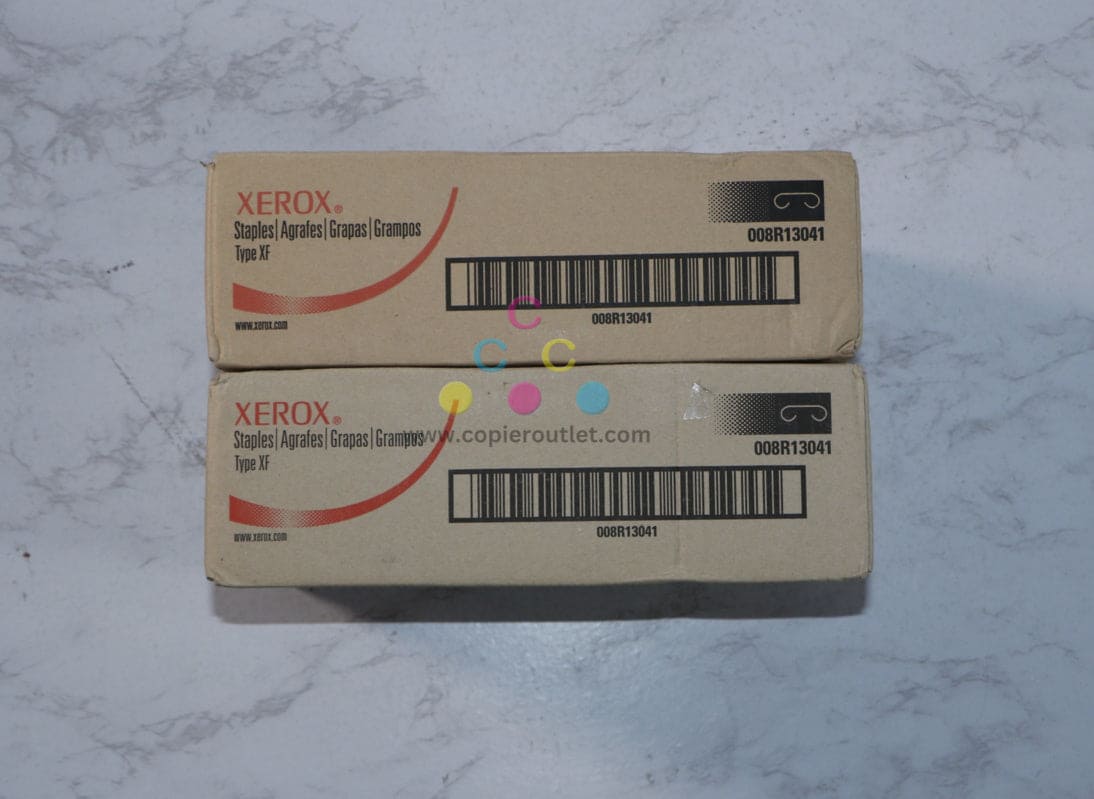 XEROX®
Staples|Agrafes|Grapas|Grampos
Type XF
www.xerox.com
008R13041
008R13041
C
C C
XEROX®
Staples|Agrafes|Grapas|Grampos
Type XF
www.xerox.com
008R13041
008R13041
www.copieroutlet.com